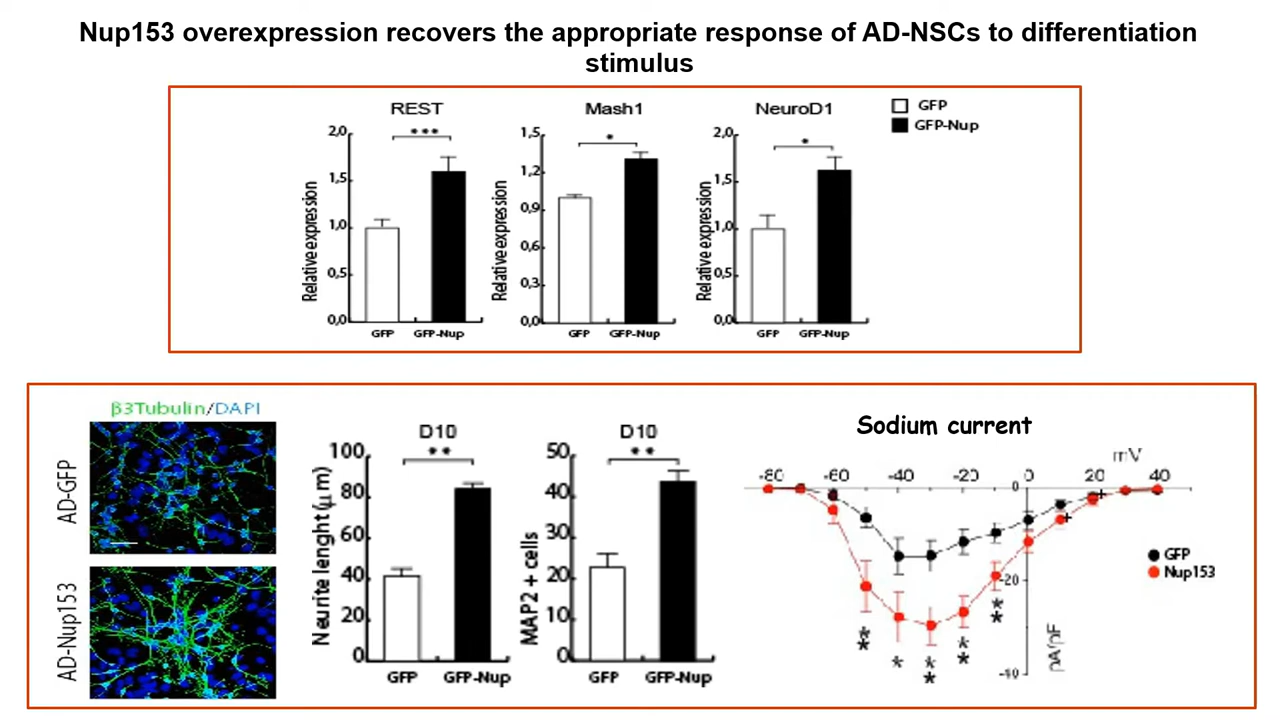 Nup153 overexpression recovers the appropriate response of AD-NSCs to differentiation
stimulus
REST
Mash1
NeuroD1
GFP
GFP-Nup
***
*
*
Relative expression
2,0
1,5
1,0
0,5
0,0
GFP
GFP-Nup
Relative expression
1,5
1,2
0,9
0,6
0,3
0,0
GFP
GFP-Nup
Relative expression
2,0
1,5
1,0
0,5
0,0
GFP
GFP-Nup
β3Tubulin/DAPI
AD-GFP
AD-Nup153
D10
**
Neurite lenght (µm)
100
80
60
40
20
0
GFP
GFP-Nup
D10
**
MAP2 + cells
50
40
30
20
10
0
GFP
GFP-Nup
Sodium current
mV
-80
-60
-40
-20
0
20
40
-20
-40
GFP
Nup153
**
*
**
**
**